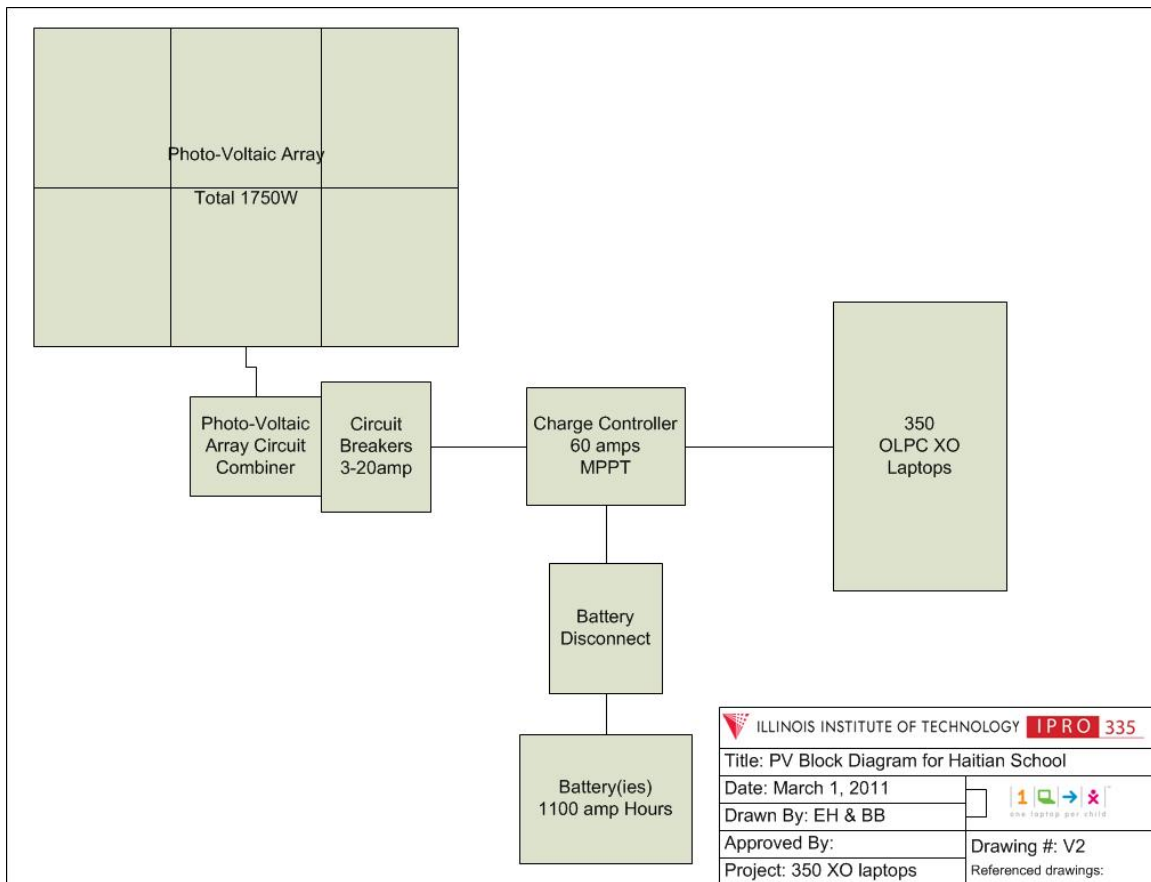 Photo-Voltaic Array
Total 1750W
Photo-Voltaic
Array Circuit
Combiner
Circuit
Breakers
3-20amp
Charge Controller
60 amps
MPPT
350
OLPC XO
Laptops
Battery
Disconnect
Battery(ies)
1100 amp Hours
ILLINOIS INSTITUTE OF TECHNOLOGY IPRO 335
Title: PV Block Diagram for Haitian School
Date: March 1, 2011
Drawn By: EH & BB
one laptop per child
Approved By:
Drawing #: V2
Project: 350 XO laptops
Referenced drawings: